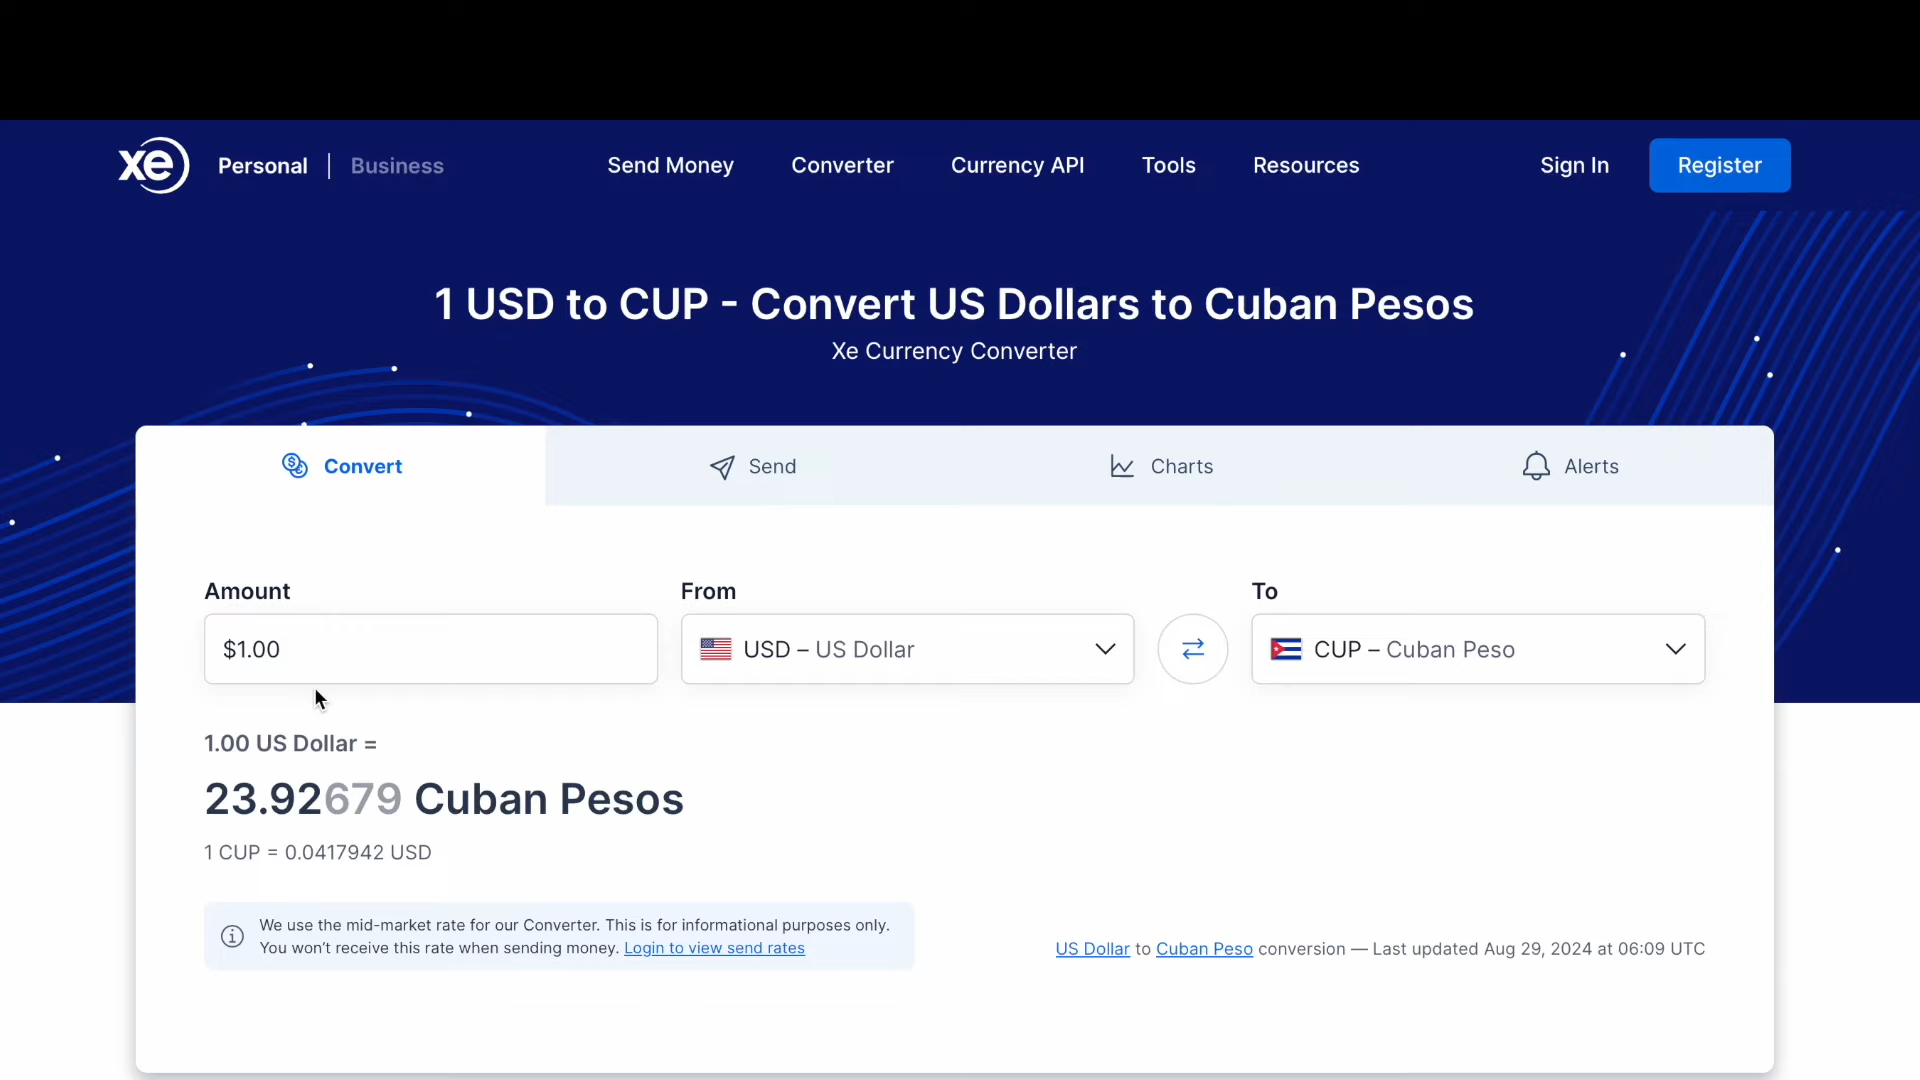 xe Personal | Business Send Money Converter Currency API Tools Resources Sign In Register
1 USD to CUP - Convert US Dollars to Cuban Pesos
Xe Currency Converter
Convert Send Charts Alerts
Amount From To
$1.00 USD – US Dollar CUP – Cuban Peso
1.00 US Dollar =
23.92679 Cuban Pesos
1 CUP = 0.0417942 USD
We use the mid-market rate for our Converter. This is for informational purposes only.
You won’t receive this rate when sending money. Login to view send rates
US Dollar to Cuban Peso conversion — Last updated Aug 29, 2024 at 06:09 UTC